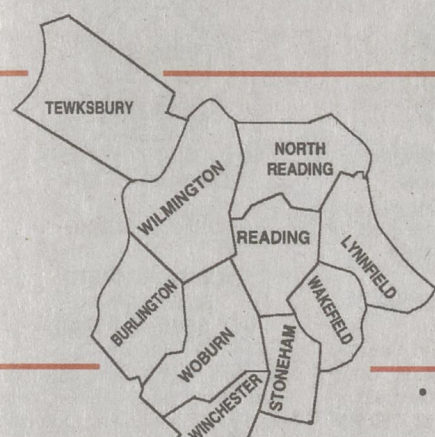 TEWKSBURY
NORTH
READING
WILMINGTON
READING
LYNNFIELD
BURLINGTON
WAKEFIELD
WOBURN
STONEHAM
WINCHESTER